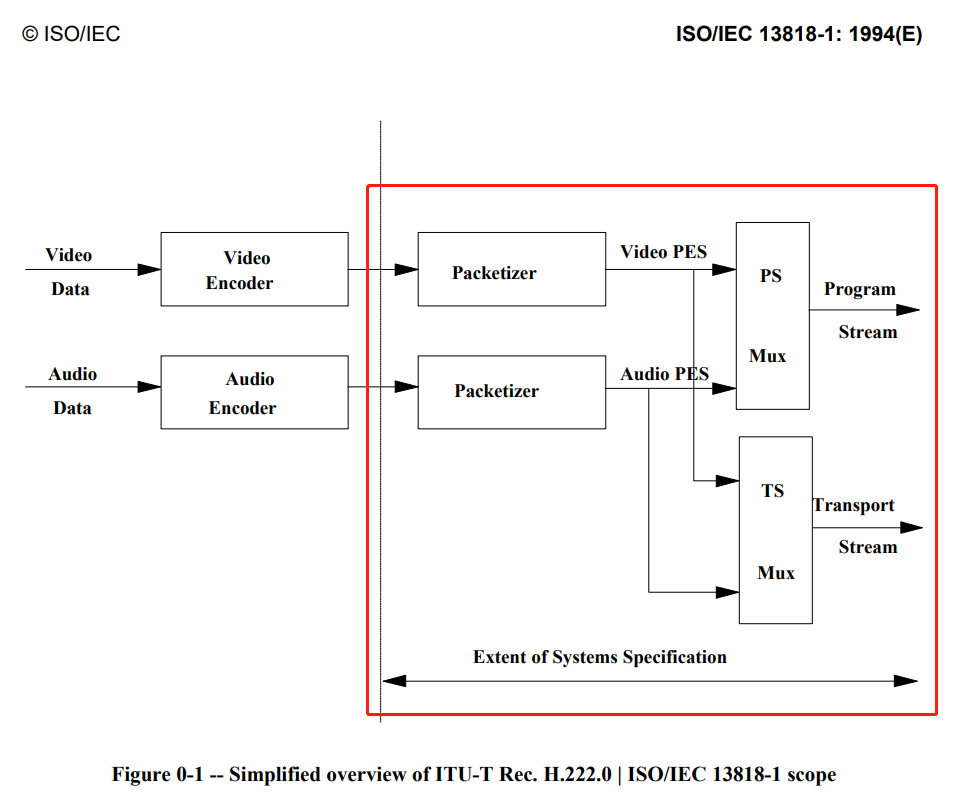 © ISO/IEC
ISO/IEC 13818-1: 1994(E)
Video
Data
Video
Encoder
Packetizer
Video PES
PS
Mux
Program
Stream
Audio
Data
Audio
Encoder
Packetizer
Audio PES
TS
Mux
Transport
Stream
Extent of Systems Specification
Figure 0-1 -- Simplified overview of ITU-T Rec. H.222.0 | ISO/IEC 13818-1 scope